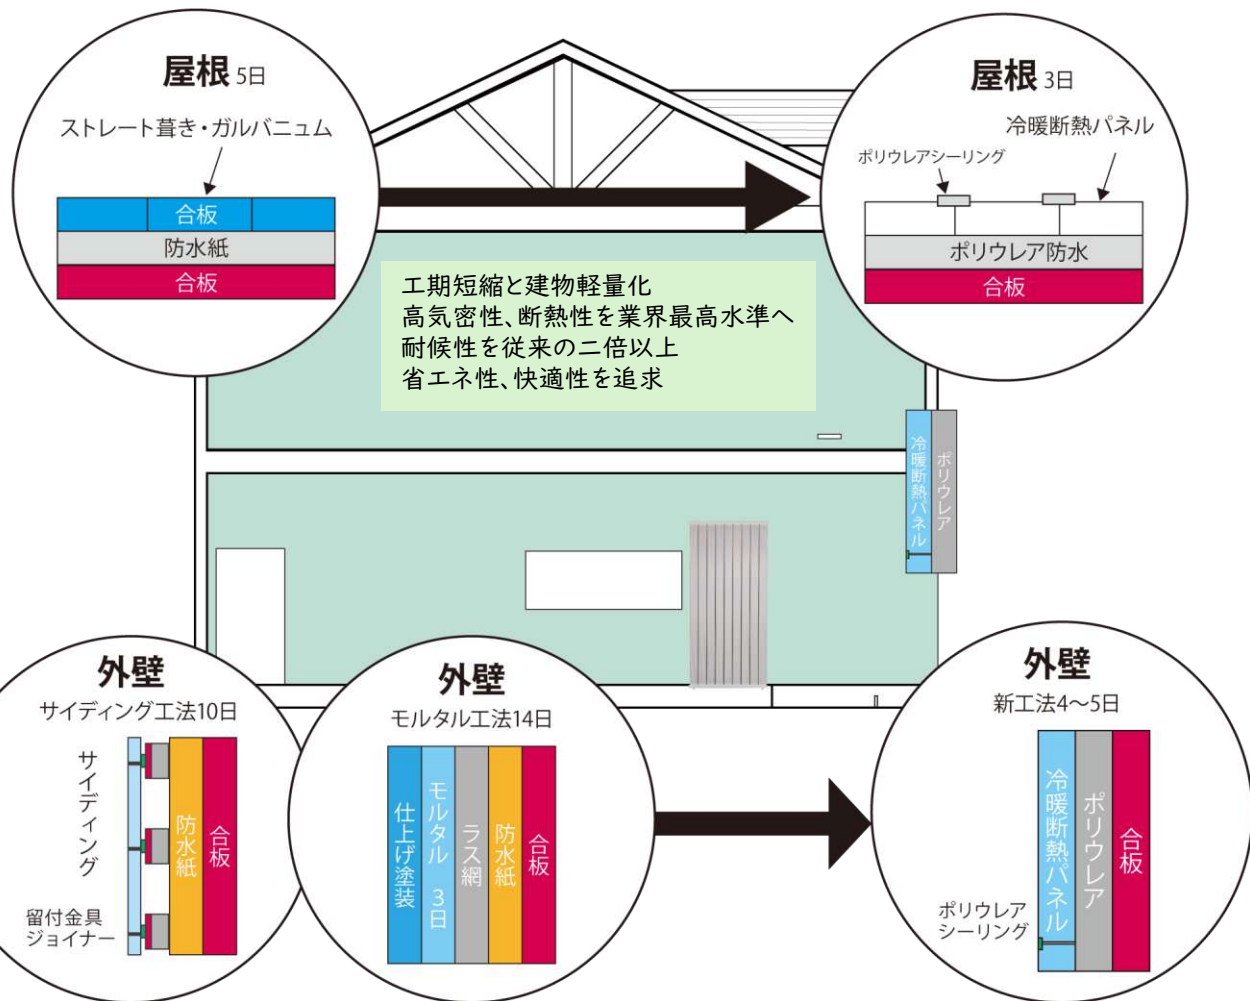 屋根 5日
ストレート葺き・ガルバニュム
合板
防水紙
合板
屋根 3日
冷暖断熱パネル
ポリウレアシーリング
ポリウレア防水
合板
工期短縮と建物軽量化
高気密性、断熱性を業界最高水準へ
耐候性を従来の二倍以上
省エネ性、快適性を追求
冷暖断熱パネル
ポリウレア
外壁
サイディング工法10日
サイディング
防水紙
合板
留付金具
ジョイナー
外壁
モルタル工法14日
仕上げ塗装
モルタル 3日
ラス網
防水紙
合板
外壁
新工法4〜5日
冷暖断熱パネル
ポリウレア
合板
ポリウレア
シーリング